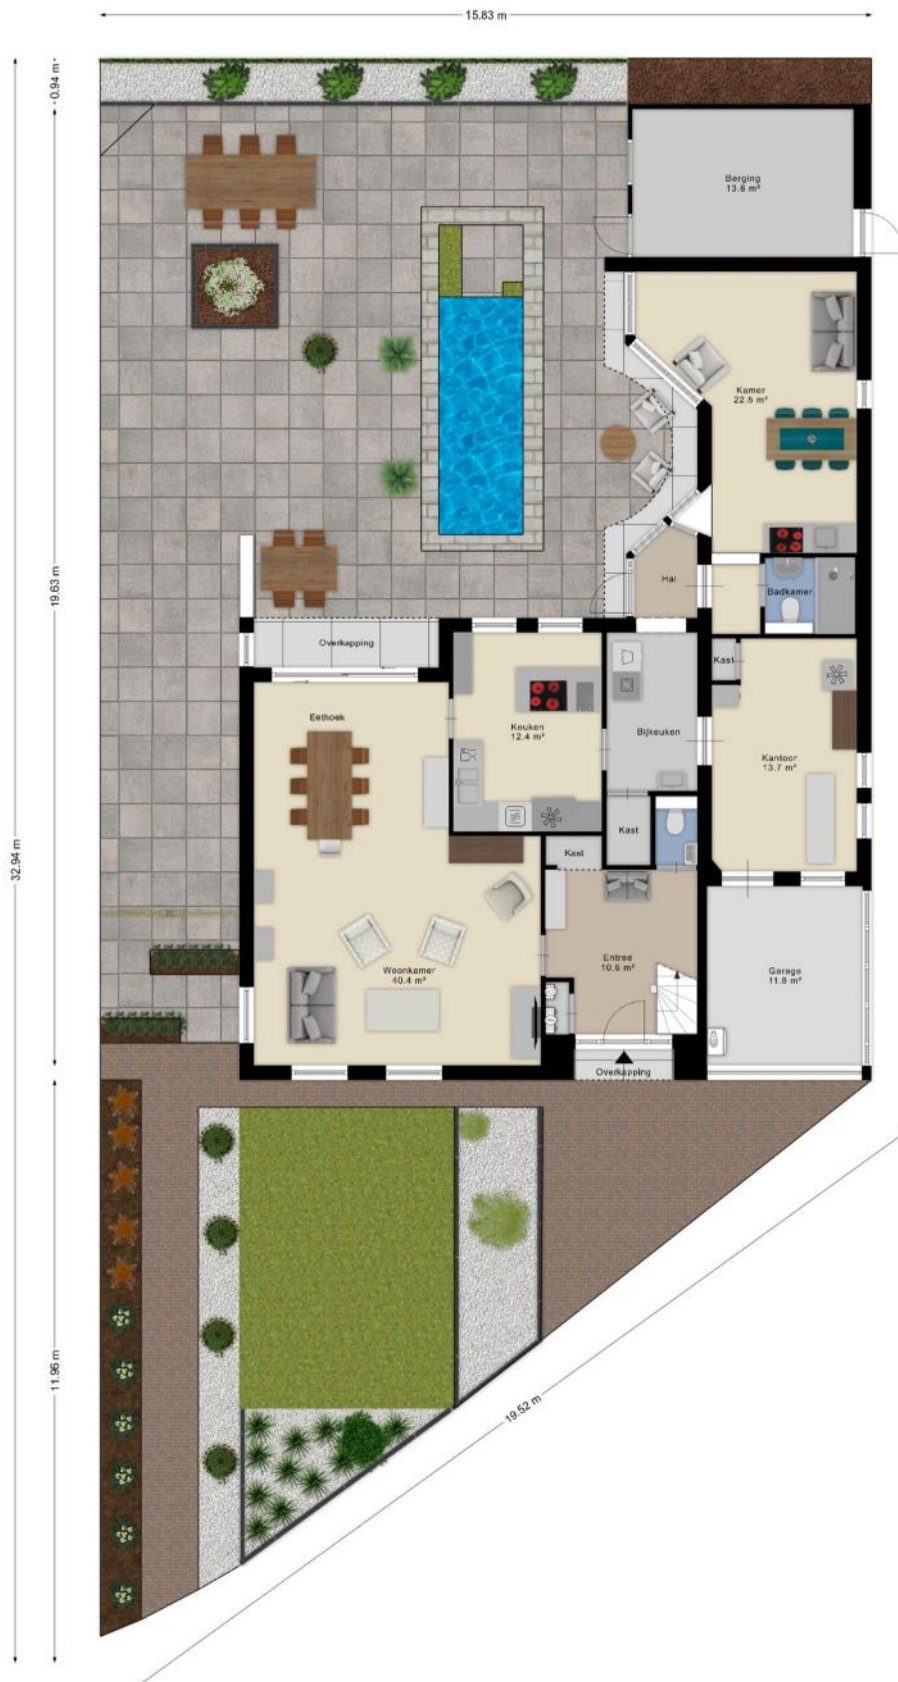 15.83 m
0.94 m
Berging
13.8 m²
Kamer
22.5 m²
19.63 m
Hal
Badkamer
Overkapping
Kast
Eethoek
Keuken
12.4 m²
Bijkeuken
Kantoor
13.7 m²
32.94 m
Kast
Kast
Entree
10.6 m²
Woonkamer
40.4 m²
Garage
11.8 m²
Overkapping
11.96 m
19.52 m